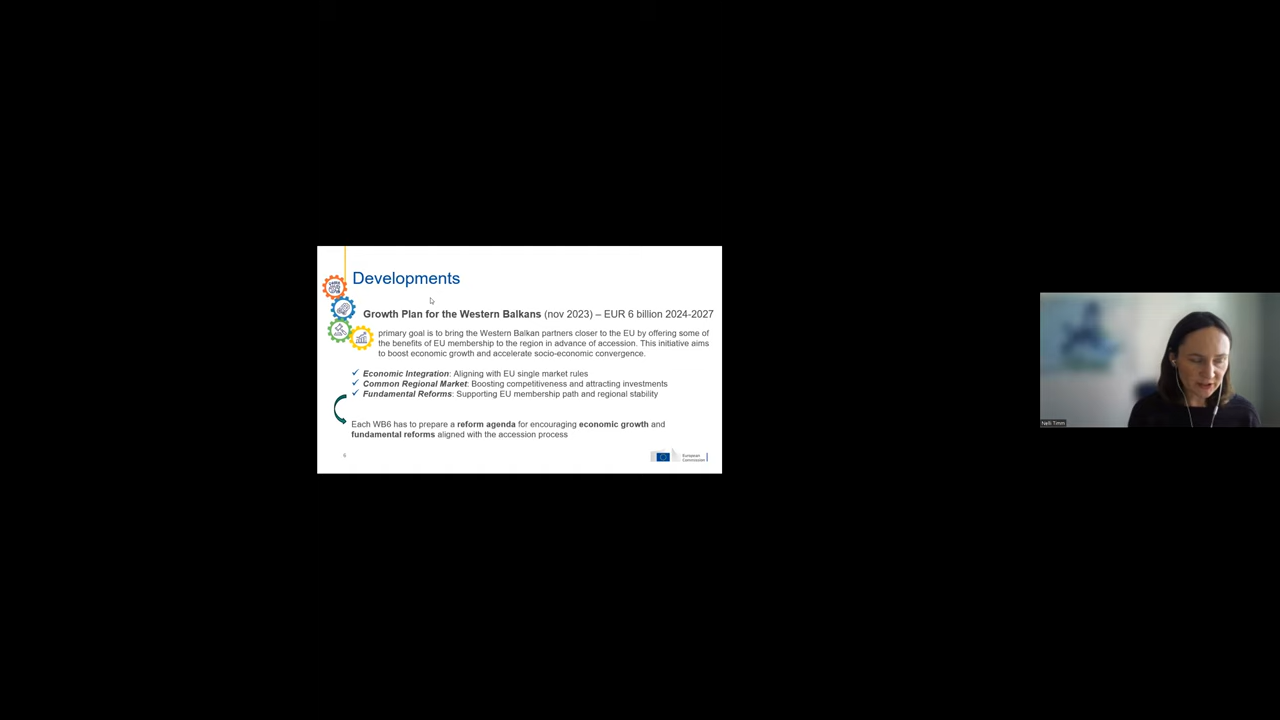 Developments
Growth Plan for the Western Balkans (nov 2023) – EUR 6 billion 2024-2027
primary goal is to bring the Western Balkan partners closer to the EU by offering some of
the benefits of EU membership to the region in advance of accession. This initiative aims
to boost economic growth and accelerate socio-economic convergence.
Economic Integration: Aligning with EU single market rules
Common Regional Market: Boosting competitiveness and attracting investments
Fundamental Reforms: Supporting EU membership path and regional stability
Each WB6 has to prepare a reform agenda for encouraging economic growth and
fundamental reforms aligned with the accession process
European
Commission
Nelli Timin